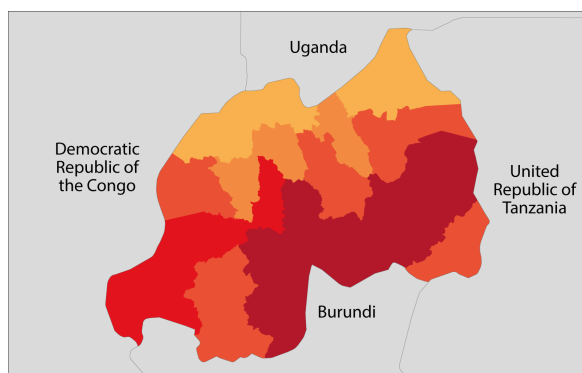 Uganda
Democratic
Republic of
the Congo
United
Republic of
Tanzania
Burundi